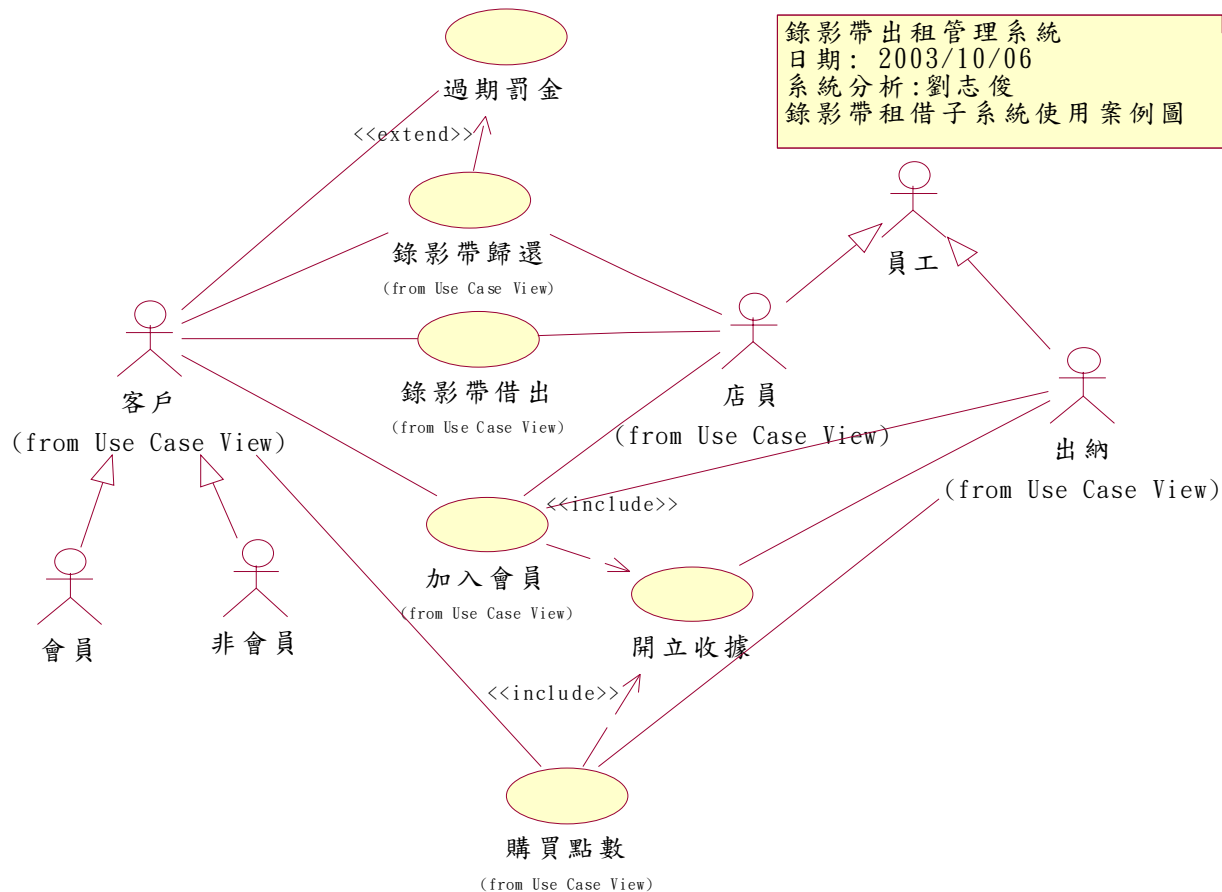 錄影帶出租管理系統
日期: 2003/10/06
系統分析:劉志俊
錄影帶租借子系統使用案例圖
過期罰金
<<extend>>
錄影帶歸還
(from Use Case View)
員工
客戶
(from Use Case View)
錄影帶借出
(from Use Case View)
店員
(from Use Case View)
出納
(from Use Case View)
<<include>>
加入會員
(from Use Case View)
會員
非會員
開立收據
<<include>>
購買點數
(from Use Case View)